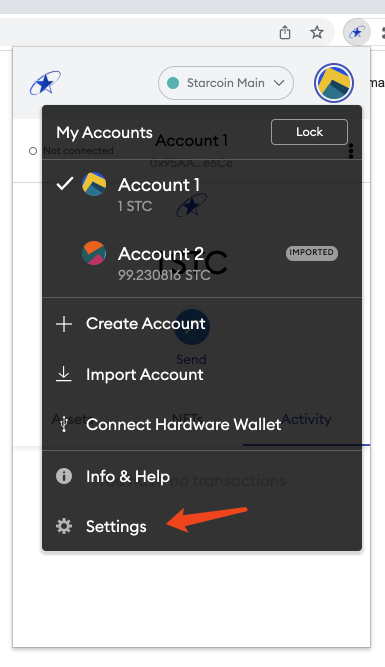 Starcoin Main
ma
My Accounts
Lock
Account 1
Not connected
0x95AA...e6Ce
Account 1
1 STC
Account 2
IMPORTED
1 STC
99.230816 STC
Create Account
Send
Import Account
Assets
NFTs
Activity
Connect Hardware Wallet
Info & Help
no transactions
Settings